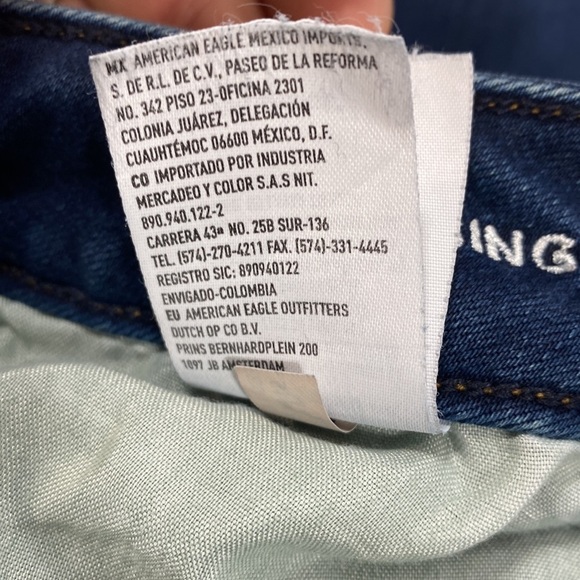 MX AMERICAN EAGLE MEXICO IMPORTS,
S. DE R.L. DE C.V., PASEO DE LA REFORMA
NO. 342 PISO 23-OFICINA 2301
COLONIA JUÁREZ, DELEGACIÓN
CUAUHTÉMOC 06600 MÉXICO, D.F.
CO IMPORTADO POR INDUSTRIA
MERCADEO Y COLOR S.A.S NIT.
890.940.122-2
CARRERA 43ª NO. 25B SUR-136
TEL. (574)-270-4211 FAX. (574)-331-4445
REGISTRO SIC: 890940122
ENVIGADO-COLOMBIA
EU AMERICAN EAGLE OUTFITTERS
DUTCH OP CO B.V.
PRINS BERNHARDPLEIN 200
1097 JB AMSTERDAM
ING